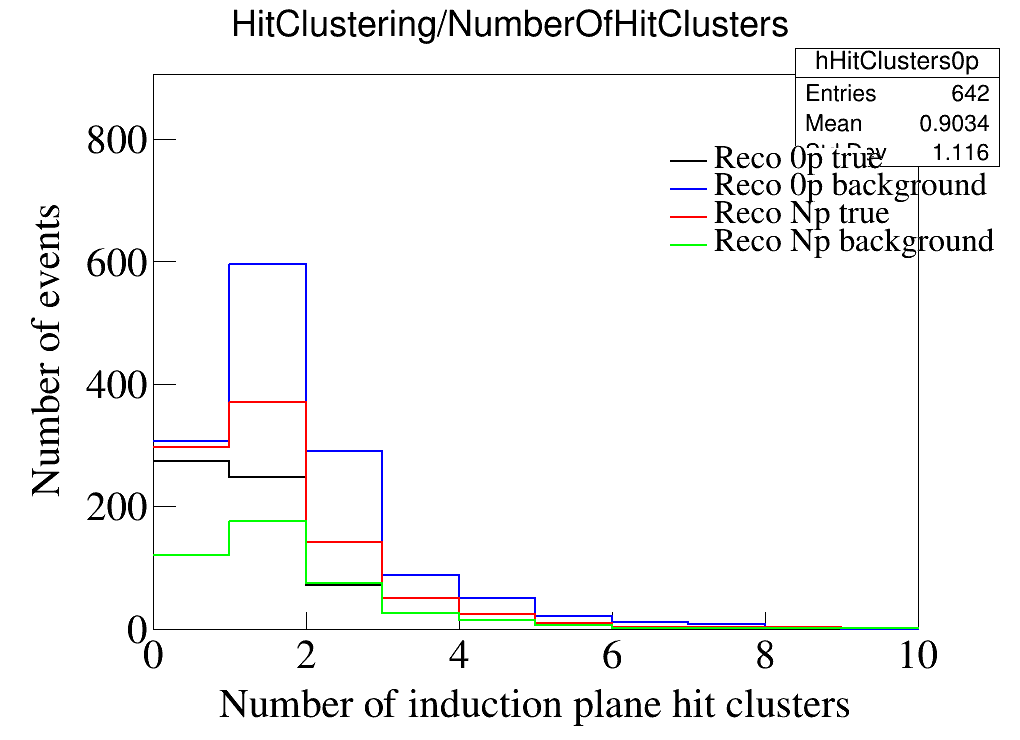 HitClustering/NumberOfHitClusters
hHitClusters0p
Entries 642
Mean 0.9034
Std Dev 1.116
Reco 0p true
Reco 0p background
Reco Np true
Reco Np background
Number of events
800
600
400
200
0
0 2 4 6 8 10
Number of induction plane hit clusters